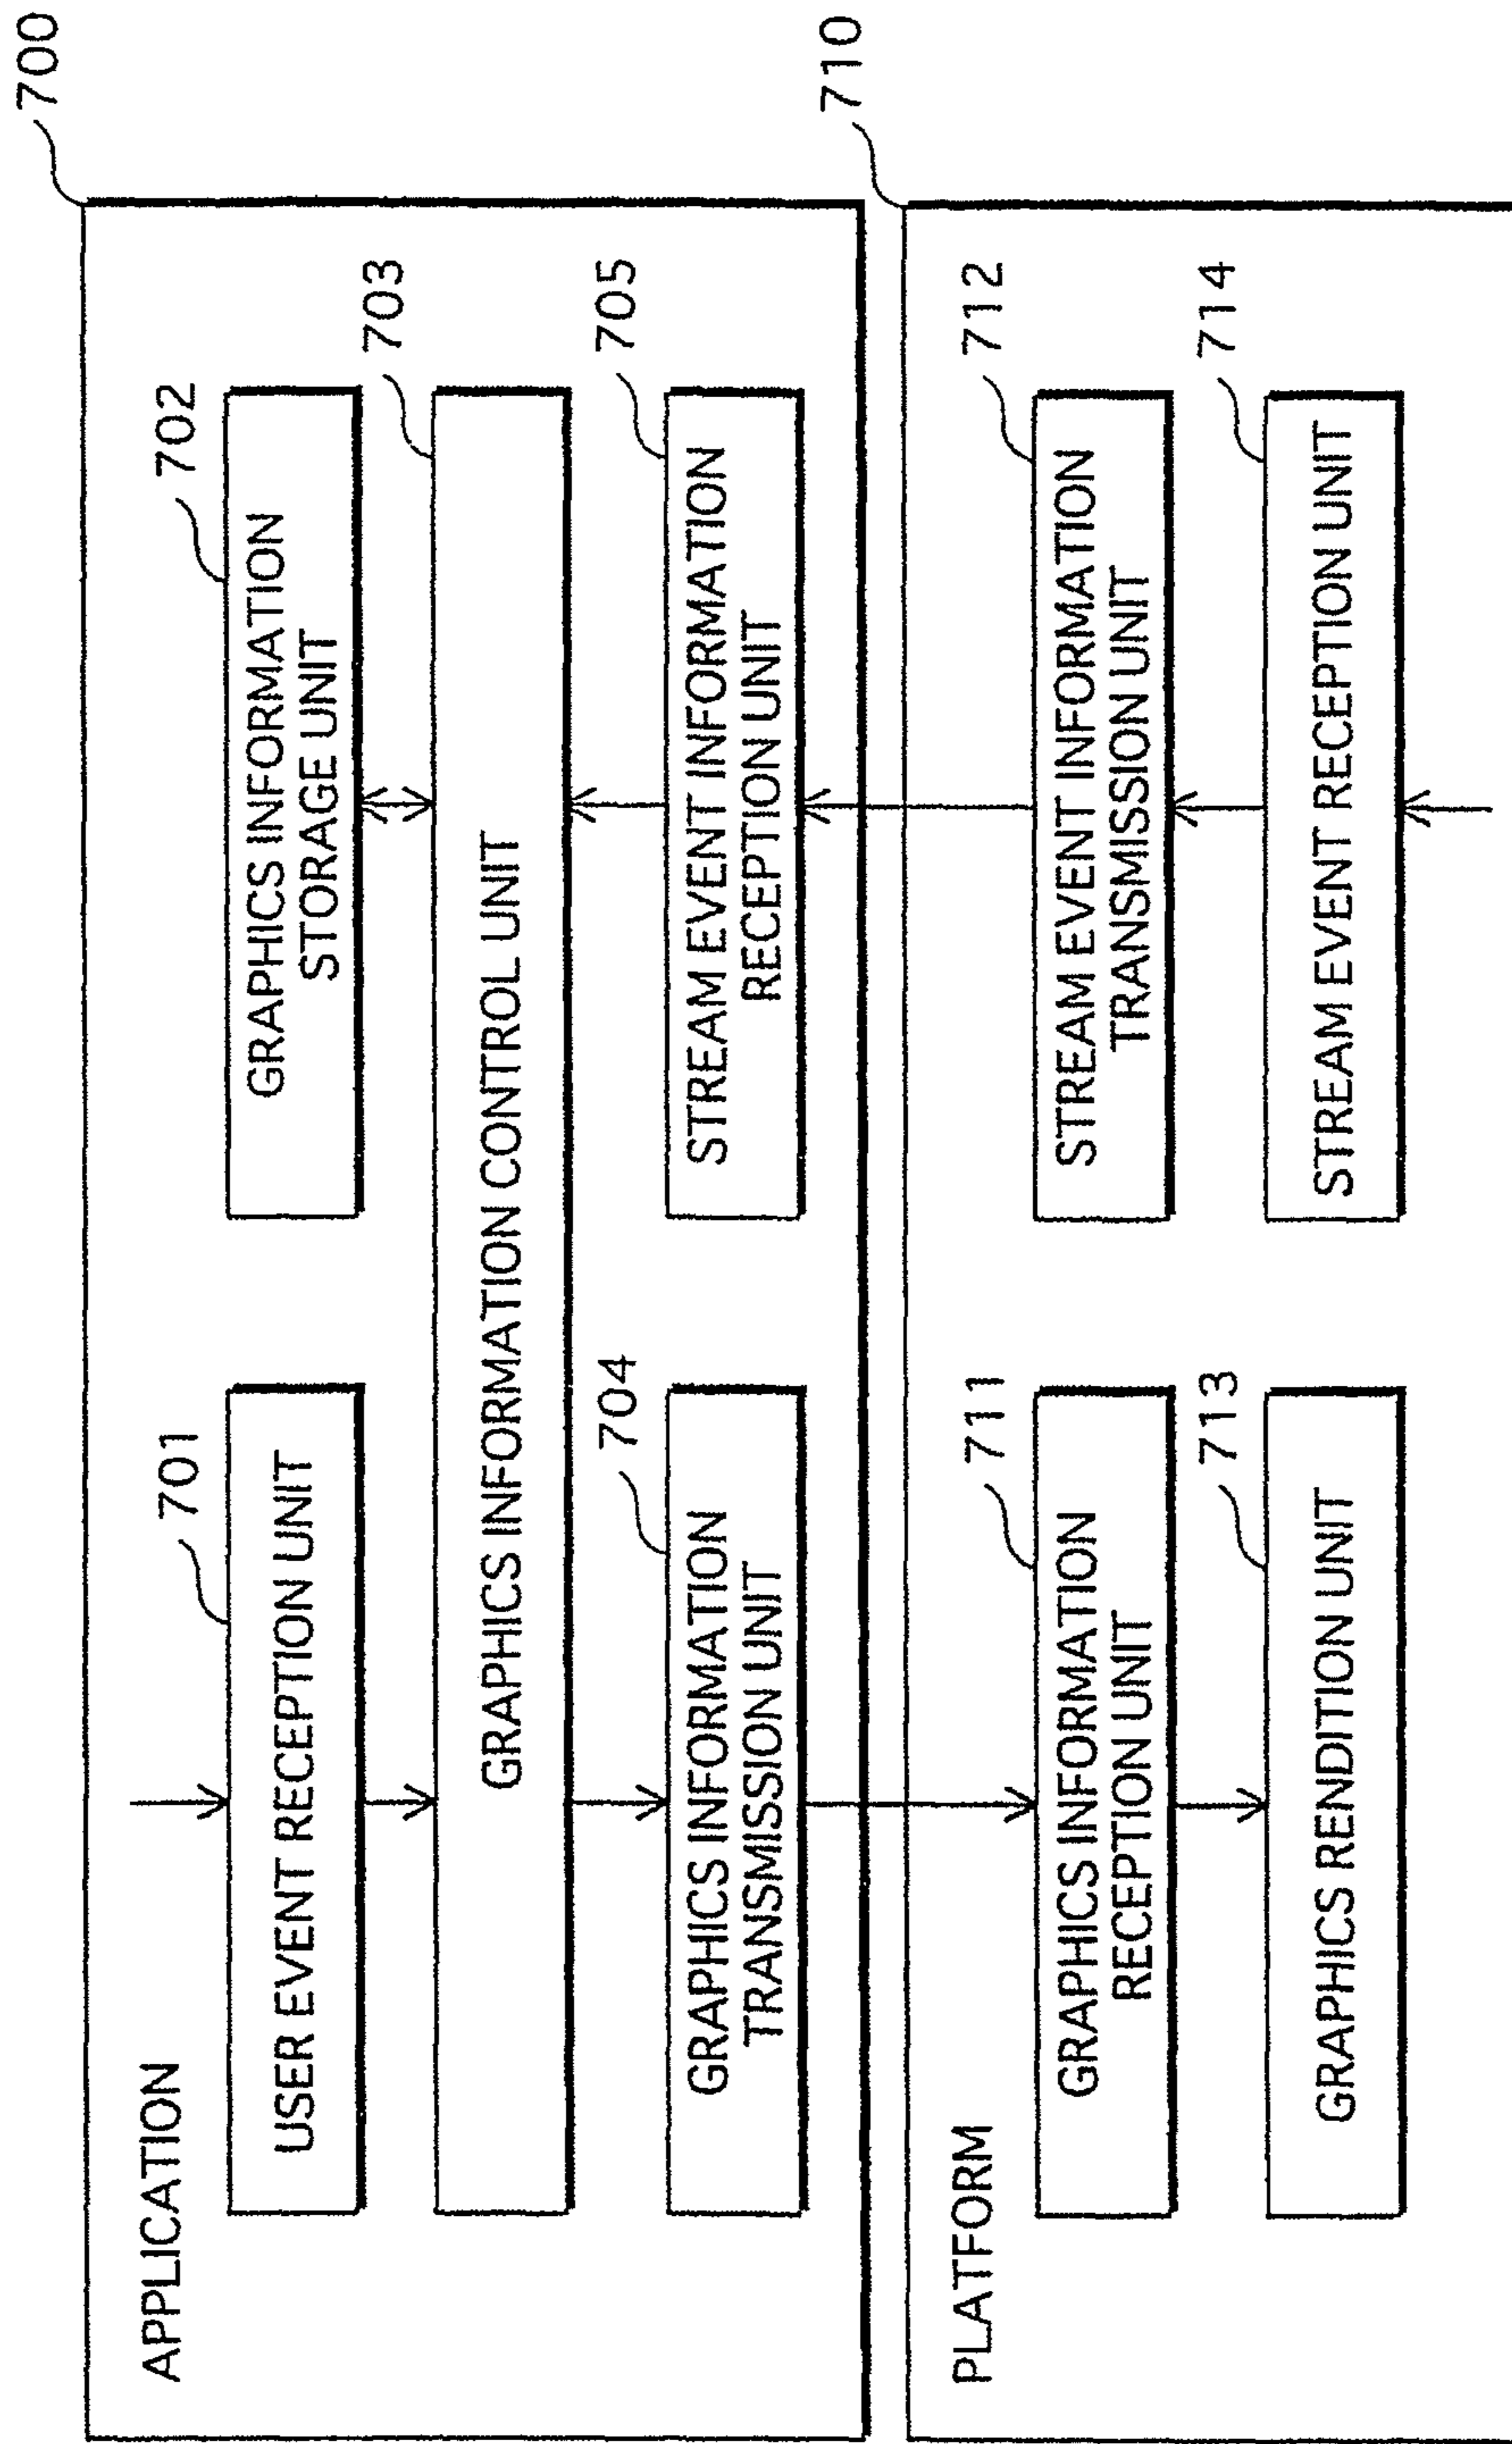 700
APPLICATION
701
USER EVENT RECEPTION UNIT
702
GRAPHICS INFORMATION
STORAGE UNIT
703
GRAPHICS INFORMATION CONTROL UNIT
704
GRAPHICS INFORMATION
TRANSMISSION UNIT
705
STREAM EVENT INFORMATION
RECEPTION UNIT
710
PLATFORM
711
GRAPHICS INFORMATION
RECEPTION UNIT
712
STREAM EVENT INFORMATION
TRANSMISSION UNIT
713
GRAPHICS RENDITION UNIT
714
STREAM EVENT RECEPTION UNIT